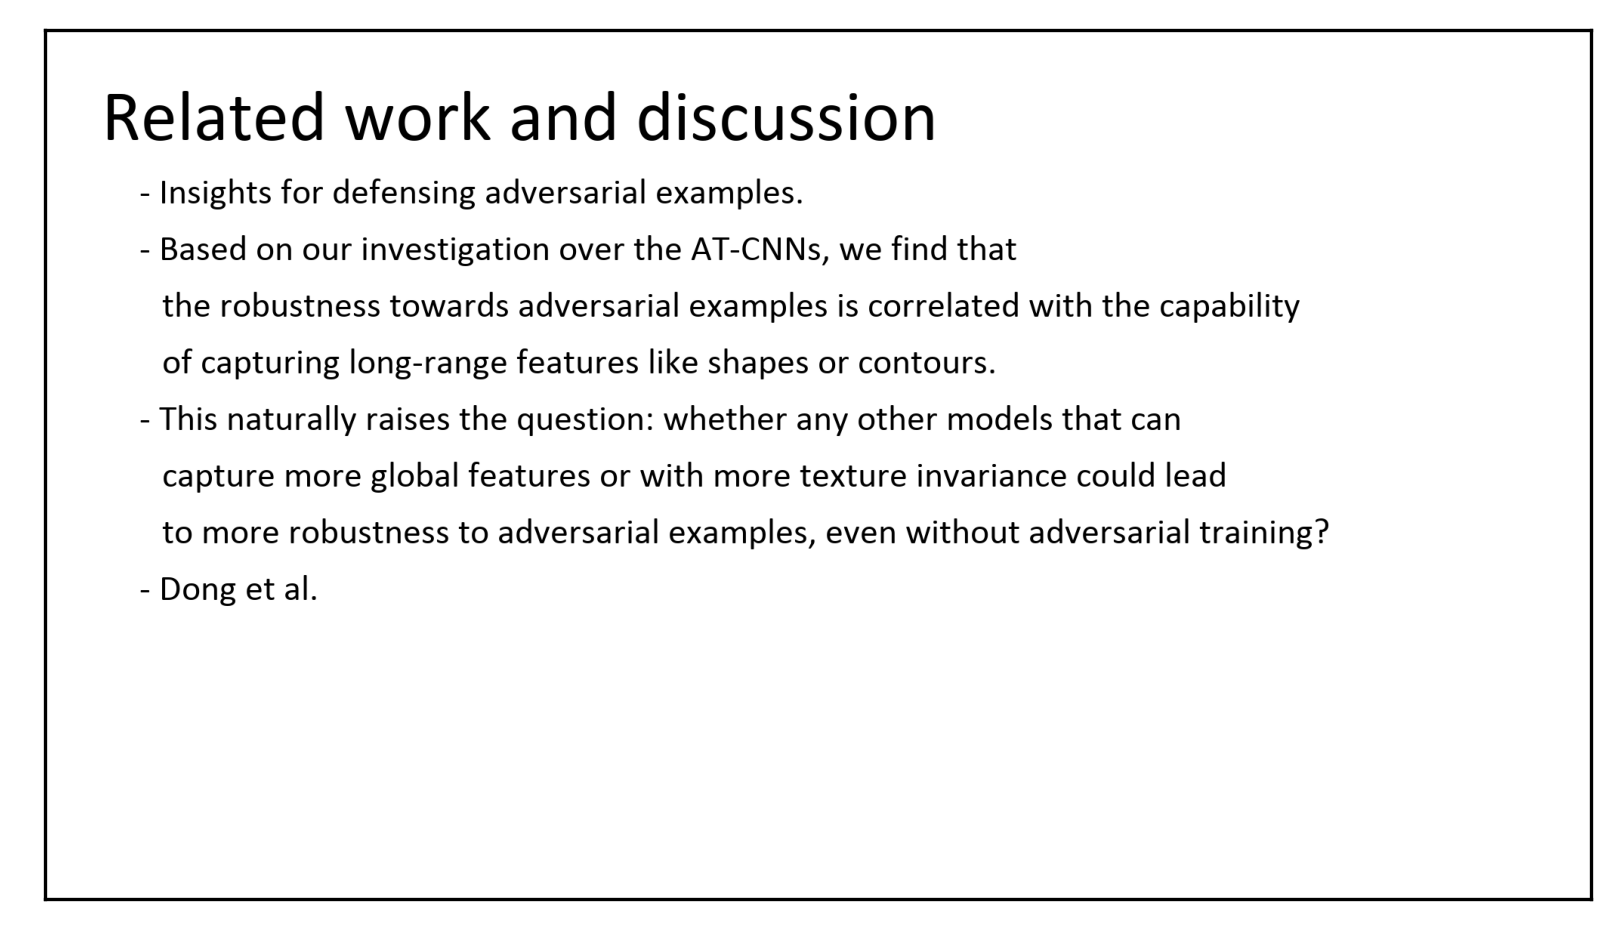 Related work and discussion
- Insights for defensing adversarial examples.
- Based on our investigation over the AT-CNNs, we find that
the robustness towards adversarial examples is correlated with the capability
of capturing long-range features like shapes or contours.
- This naturally raises the question: whether any other models that can
capture more global features or with more texture invariance could lead
to more robustness to adversarial examples, even without adversarial training?
- Dong et al.